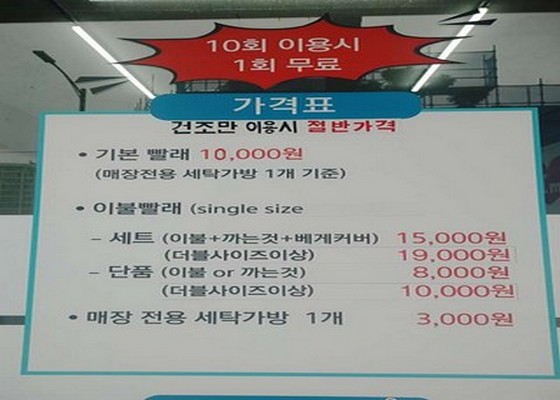 10회 이용시
1회 무료
가격표
건조만 이용시 절반가격
• 기본 빨래 10,000원
(매장전용 세탁가방 1개 기준)
• 이불빨래 (single size
- 세트 (이불+까는것+베게커버) 15,000원
(더블사이즈이상) 19,000원
- 단품 (이불 or 까는것) 8,000원
(더블사이즈이상) 10,000원
• 매장 전용 세탁가방 1개 3,000원